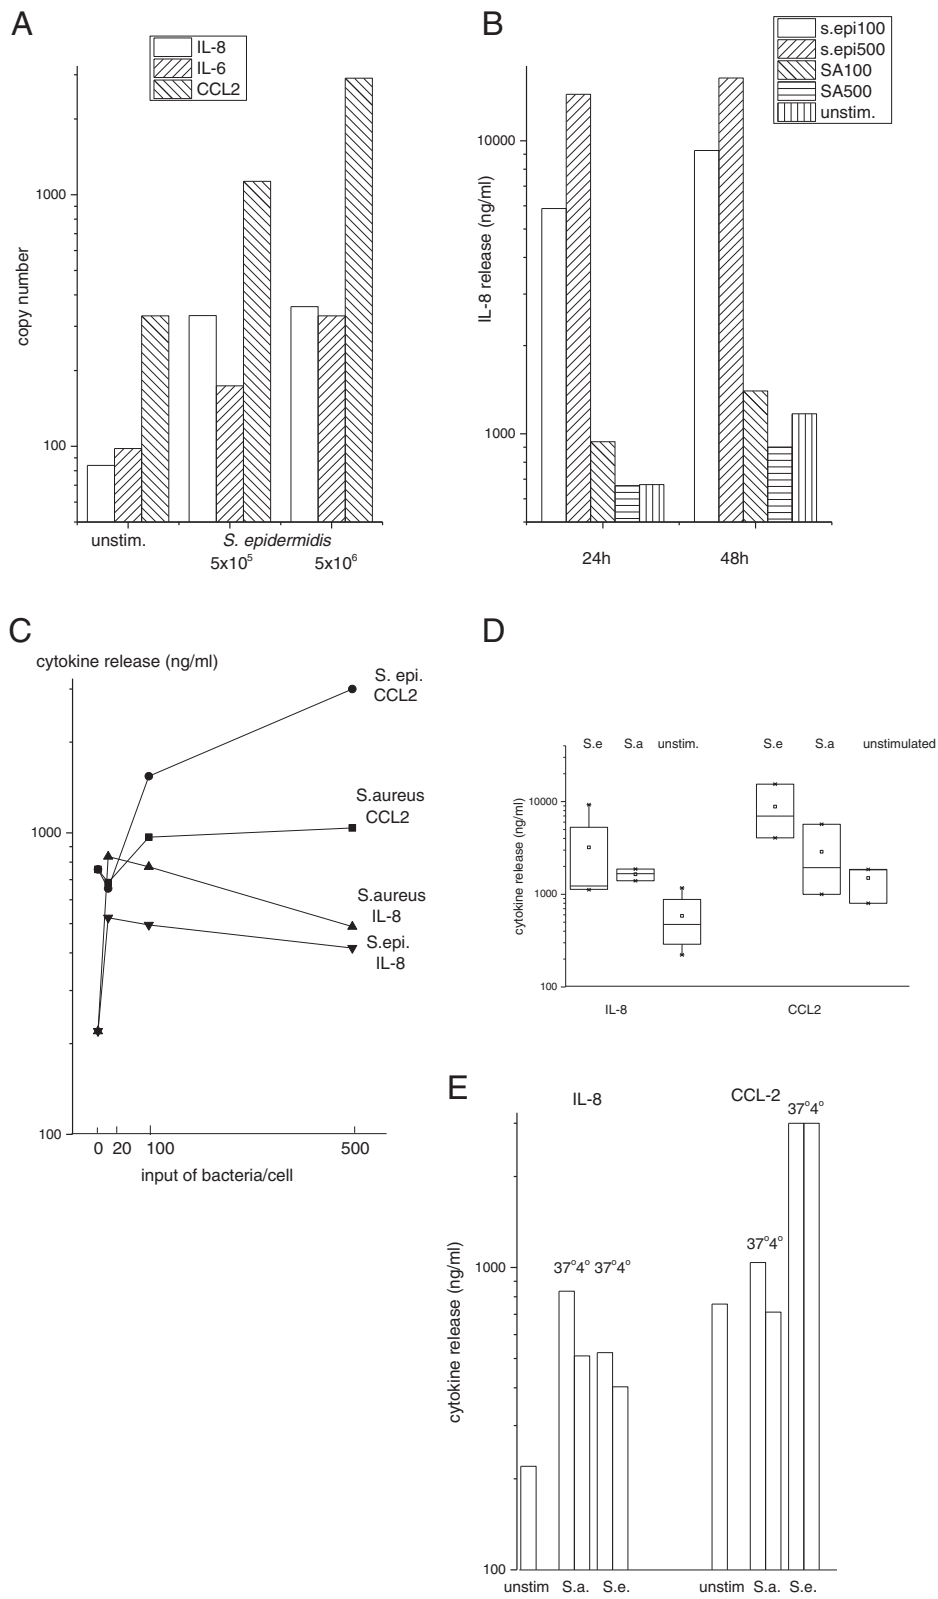 A
IL-8
IL-6
CCL2
copy number
1000
100
unstim.
S. epidermidis
5x10⁵
5x10⁶
B
s.epi100
s.epi500
SA100
SA500
unstim.
IL-8 release (ng/ml)
10000
1000
24h
48h
C
cytokine release (ng/ml)
S. epi.
CCL2
S.aureus
CCL2
S.aureus
IL-8
S.epi.
IL-8
1000
100
0 20 100 500
input of bacteria/cell
D
S.e S.a unstim. S.e S.a unstimulated
cytokine release (ng/ml)
10000
1000
100
IL-8 CCL2
E
IL-8 CCL-2
37°4°
37°4°
37°4° 37°4°
cytokine release (ng/ml)
1000
100
unstim S.a. S.e. unstim S.a. S.e.